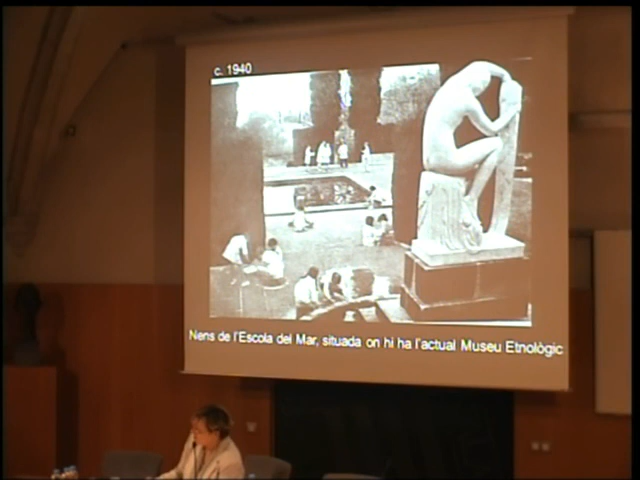 c. 1940
Nens de l'Escola del Mar, situada on hi ha l'actual Museu Etnològic